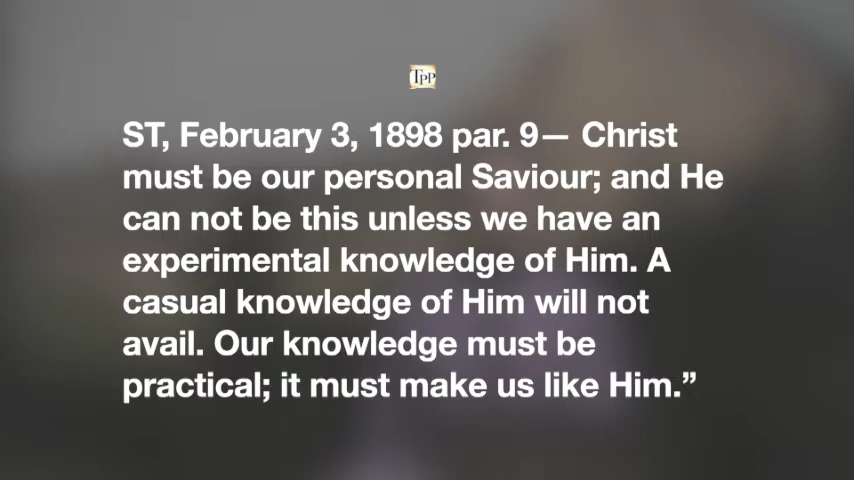 TPP
ST, February 3, 1898 par. 9— Christ
must be our personal Saviour; and He
can not be this unless we have an
experimental knowledge of Him. A
casual knowledge of Him will not
avail. Our knowledge must be
practical; it must make us like Him.”